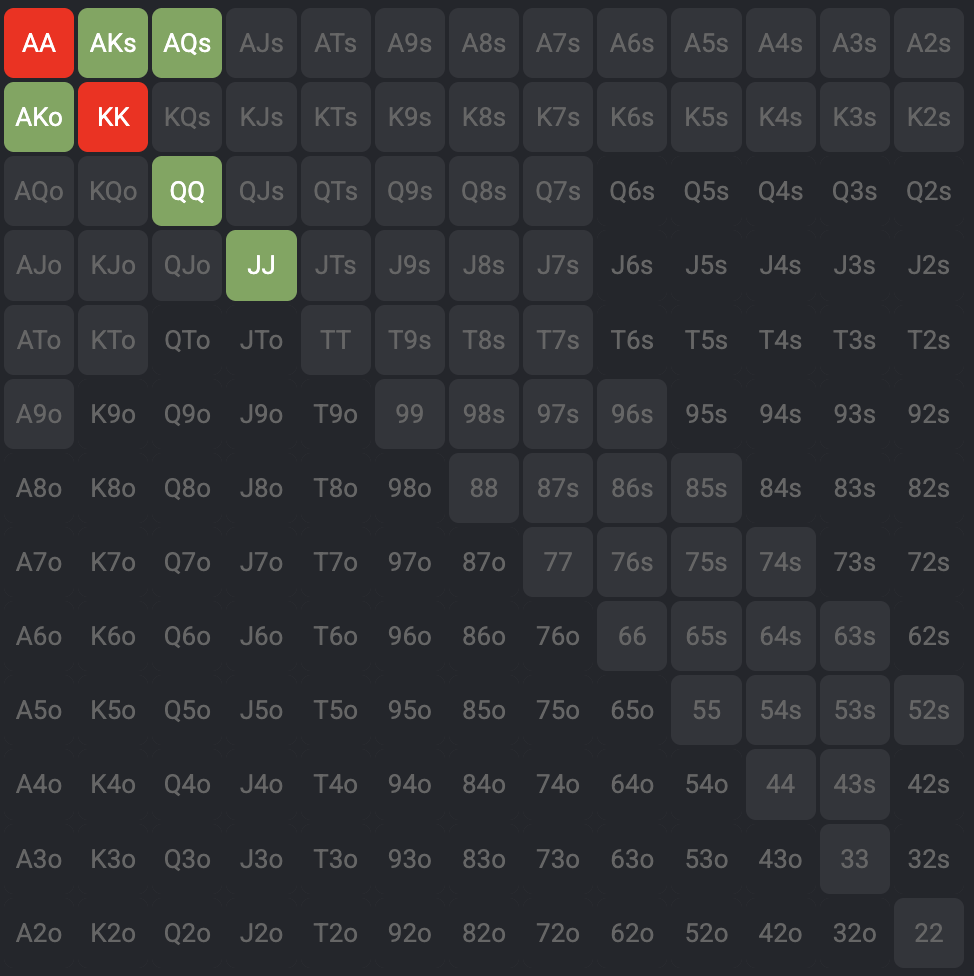 AA AKs AQs AJs ATs A9s A8s A7s A6s A5s A4s A3s A2s
AKo KK KQs KJs KTs K9s K8s K7s K6s K5s K4s K3s K2s
AQo KQo QQ QJs QTs Q9s Q8s Q7s Q6s Q5s Q4s Q3s Q2s
AJo KJo QJo JJ JTs J9s J8s J7s J6s J5s J4s J3s J2s
ATo KTo QTo JTo TT T9s T8s T7s T6s T5s T4s T3s T2s
A9o K9o Q9o J9o T9o 99 98s 97s 96s 95s 94s 93s 92s
A8o K8o Q8o J8o T8o 98o 88 87s 86s 85s 84s 83s 82s
A7o K7o Q7o J7o T7o 97o 87o 77 76s 75s 74s 73s 72s
A6o K6o Q6o J6o T6o 96o 86o 76o 66 65s 64s 63s 62s
A5o K5o Q5o J5o T5o 95o 85o 75o 65o 55 54s 53s 52s
A4o K4o Q4o J4o T4o 94o 84o 74o 64o 54o 44 43s 42s
A3o K3o Q3o J3o T3o 93o 83o 73o 63o 53o 43o 33 32s
A2o K2o Q2o J2o T2o 92o 82o 72o 62o 52o 42o 32o 22